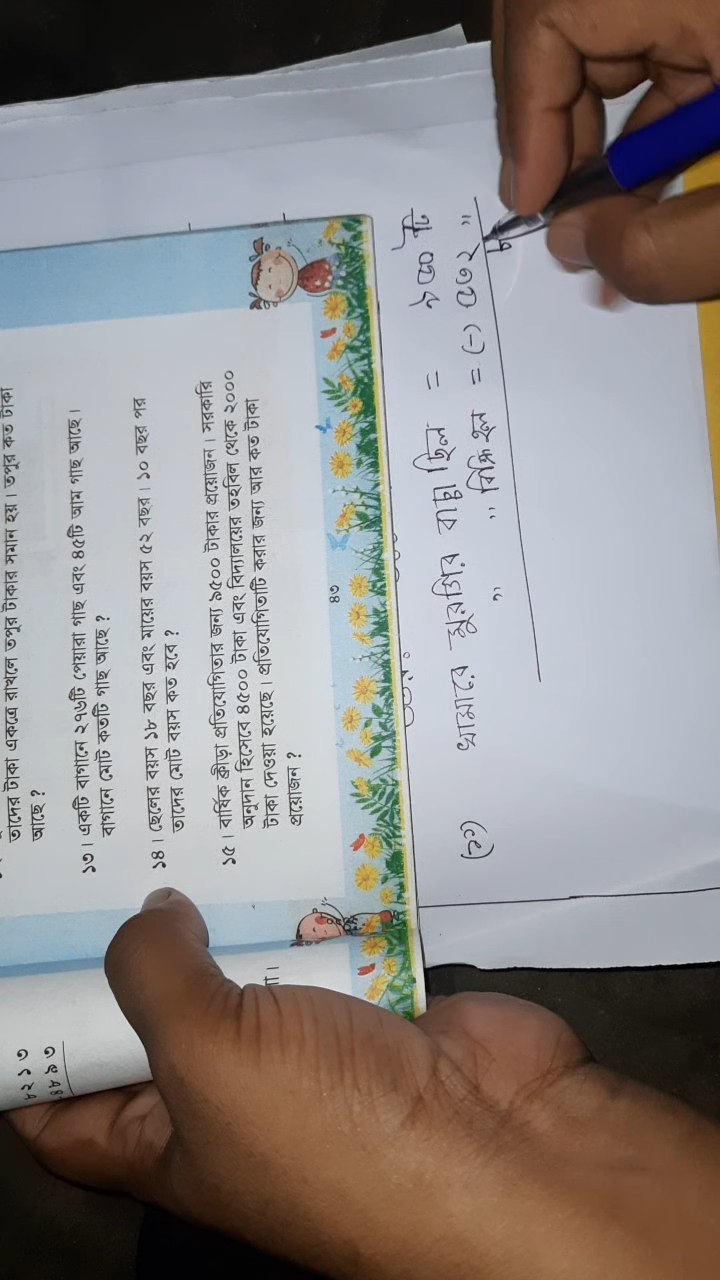 তাদের টাকা একত্রে রাখলে তপুর টাকার সমান হয়। তপুর কত টাকা
আছে ?
১৩। একটি বাগানে ২৭৬টি পেয়ারা গাছ এবং ৪৫টি আম গাছ আছে।
বাগানে মোট কতটি গাছ আছে ?
১৪। ছেলের বয়স ১৮ বছর এবং মায়ের বয়স ৫২ বছর। ১০ বছর পর
তাদের মোট বয়স কত হবে ?
১৫। বার্ষিক ক্রীড়া প্রতিযোগিতার জন্য ৯৫০০ টাকার প্রয়োজন। সরকারি
অনুদান হিসেবে ৪৫০০ টাকা এবং বিদ্যালয়ের তহবিল থেকে ২০০০
টাকা দেওয়া হয়েছে। প্রতিযোগিতাটি করার জন্য আর কত টাকা
প্রয়োজন ?
৪৩
খামারে মুরগির বাচ্চা ছিল = ৯৫০ টি
" " বিক্রি হল = (-) ৫৩২ "
৮